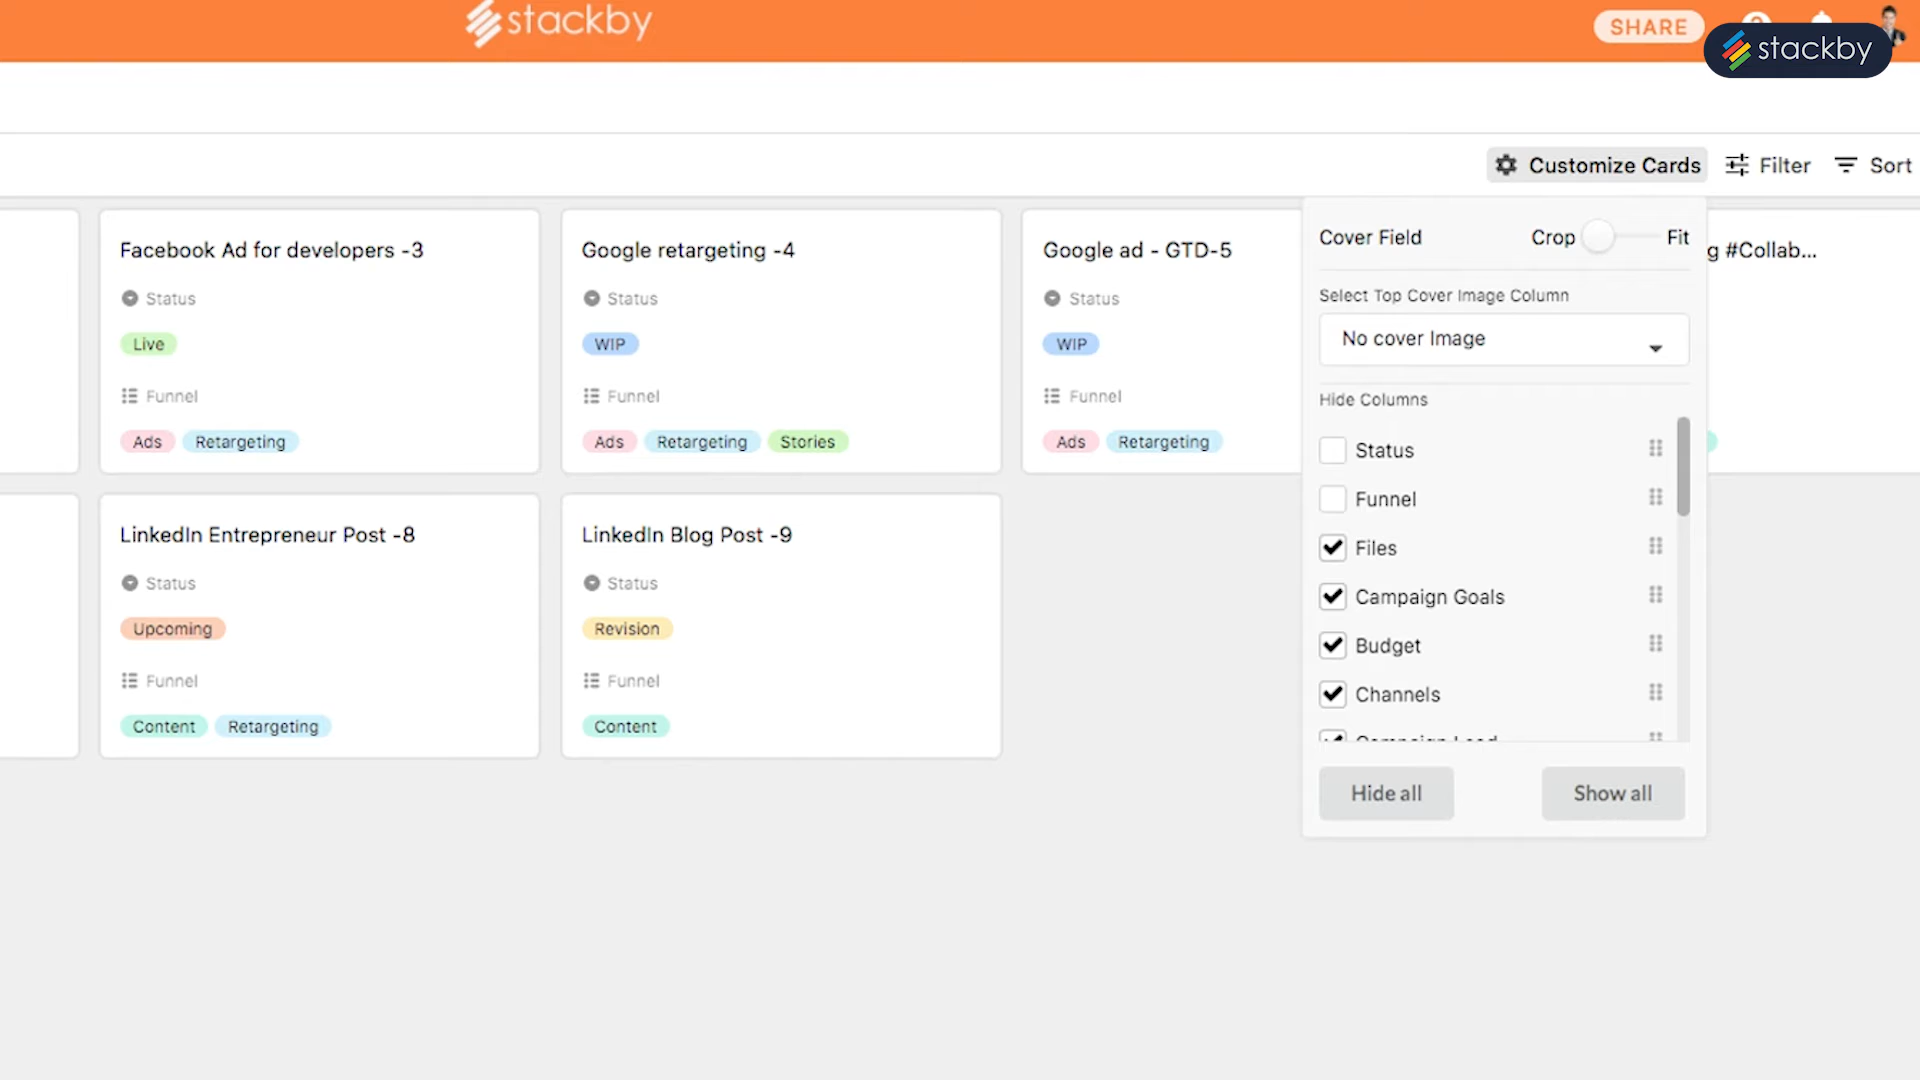 stackby
SHARE
stackby
Customize Cards
Filter
Sort
Facebook Ad for developers -3
Status
Live
Funnel
Ads Retargeting
Google retargeting -4
Status
WIP
Funnel
Ads Retargeting Stories
Google ad - GTD-5
Status
WIP
Funnel
Ads Retargeting
g #Collab...
LinkedIn Entrepreneur Post -8
Status
Upcoming
Funnel
Content Retargeting
LinkedIn Blog Post -9
Status
Revision
Funnel
Content
Cover Field
Crop
Fit
Select Top Cover Image Column
No cover Image
Hide Columns
Status
Funnel
Files
Campaign Goals
Budget
Channels
Campaign Lead
Hide all
Show all